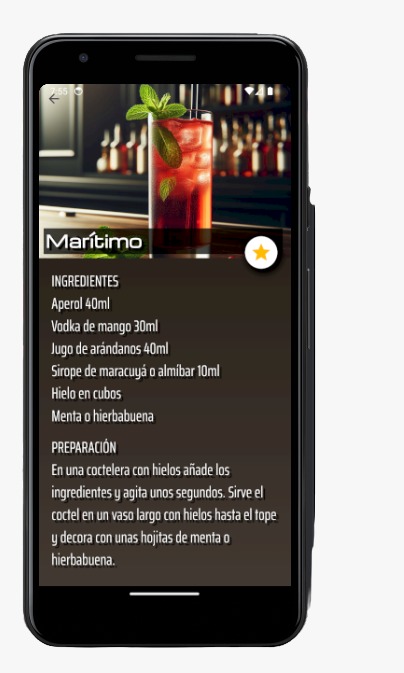 7:55
Marítimo
INGREDIENTES
Aperol 40ml
Vodka de mango 30ml
Jugo de arándanos 40ml
Sirope de maracuyá o almíbar 10ml
Hielo en cubos
Menta o hierbabuena
PREPARACIÓN
En una coctelera con hielos añade los
ingredientes y agita unos segundos. Sirve el
coctel en un vaso largo con hielos hasta el tope
y decora con unas hojitas de menta o
hierbabuena.